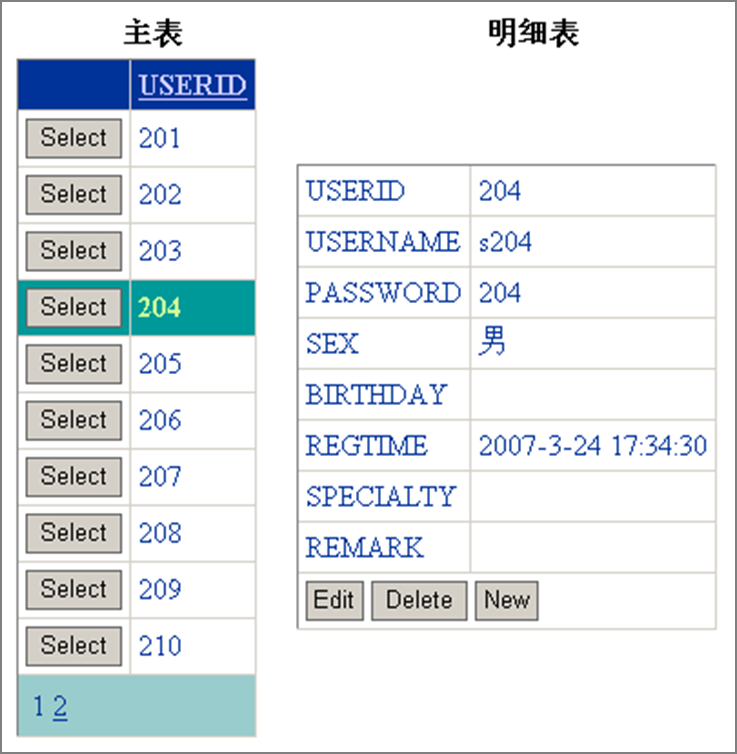 主表
USERID
Select 201
Select 202
Select 203
Select 204
Select 205
Select 206
Select 207
Select 208
Select 209
Select 210
1 2
明细表
USERID 204
USERNAME s204
PASSWORD 204
SEX 男
BIRTHDAY
REGTIME 2007-3-24 17:34:30
SPECIALTY
REMARK
Edit Delete New